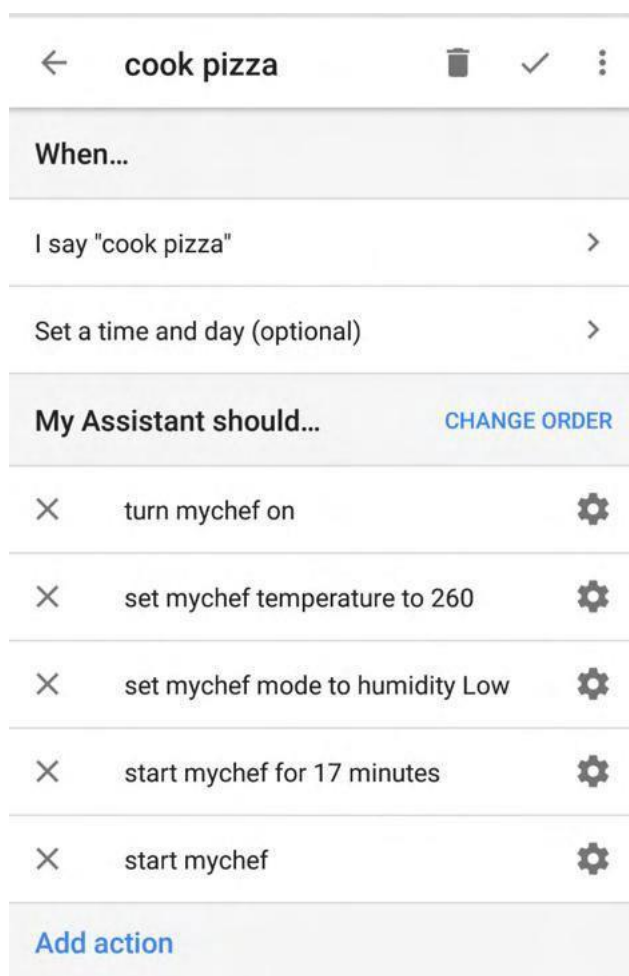 cook pizza
When...
I say "cook pizza"
Set a time and day (optional)
My Assistant should...
CHANGE ORDER
turn mychef on
set mychef temperature to 260
set mychef mode to humidity Low
start mychef for 17 minutes
start mychef
Add action